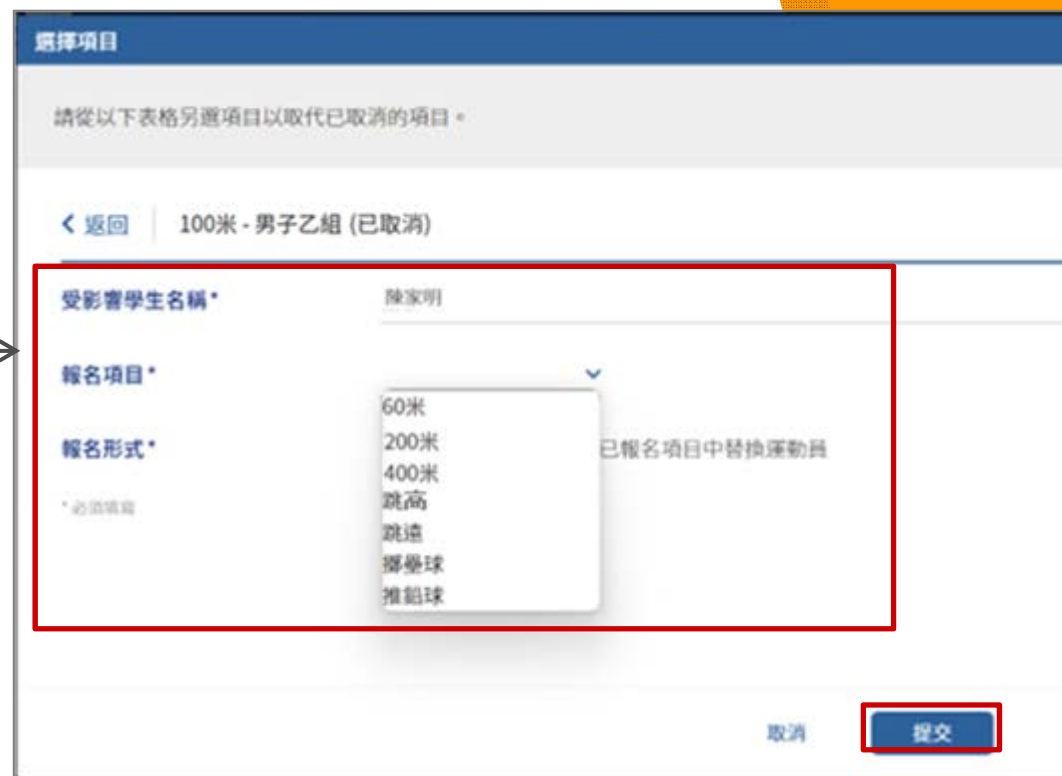 選擇項目
請從以下表格另選項目以取代已取消的項目。
返回 100米 - 男子乙組 (已取消)
受影響學生名稱* 陳家明
報名項目*
60米
200米
400米
跳高
跳遠
擲壘球
推鉛球
報名形式* 已報名項目中替換運動員
* 必須填寫
取消 提交